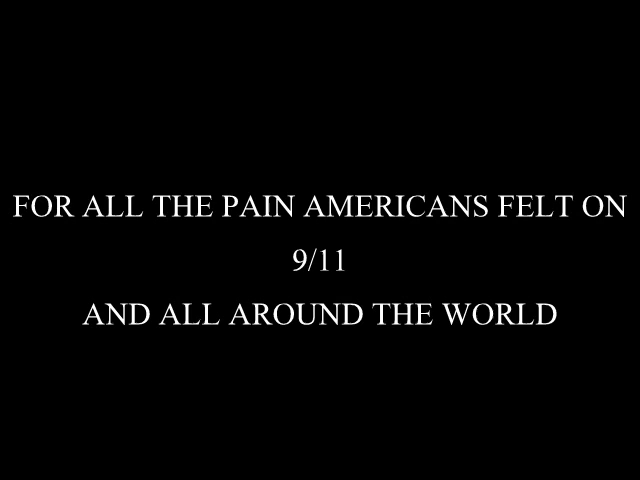 FOR ALL THE PAIN AMERICANS FELT ON
9/11
AND ALL AROUND THE WORLD